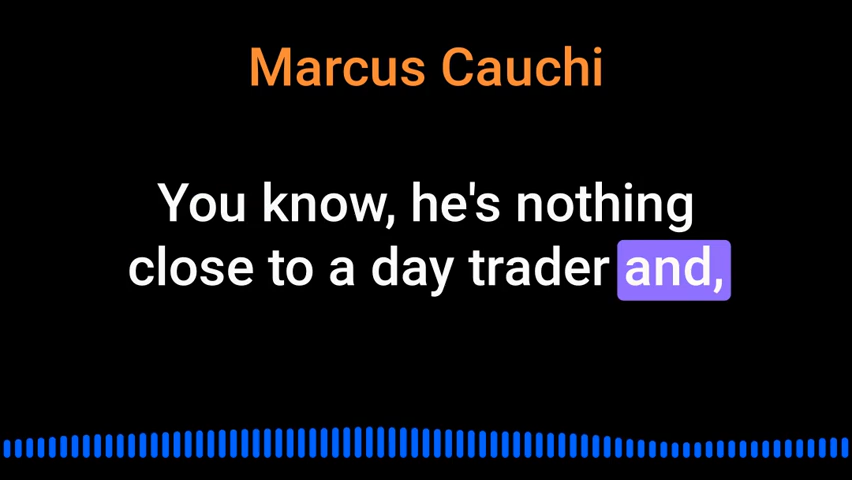 Marcus Cauchi
You know, he's nothing
close to a day trader and,